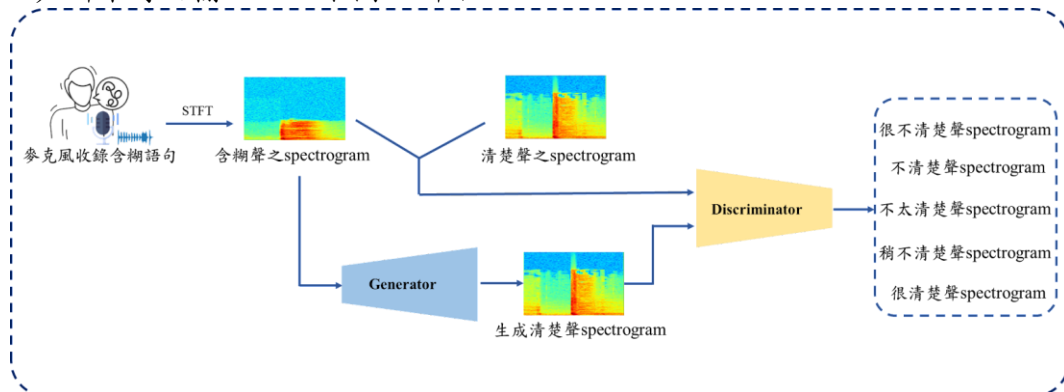 STFT
麥克風收錄含糊語句
含糊聲之spectrogram
清楚聲之spectrogram
Generator
生成清楚聲spectrogram
Discriminator
很不清楚聲spectrogram
不清楚聲spectrogram
不太清楚聲spectrogram
稍不清楚聲spectrogram
很清楚聲spectrogram